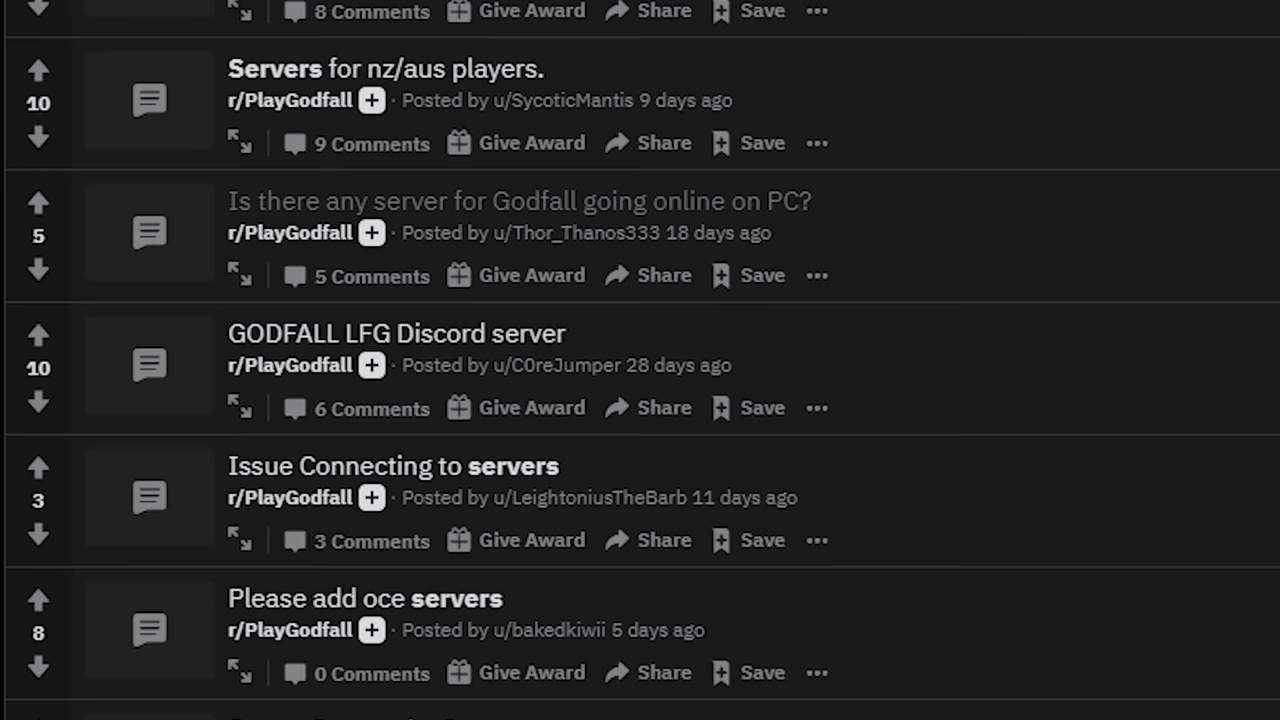 8 Comments Give Award Share Save
Servers for nz/aus players.
10
r/PlayGodfall · Posted by u/SycoticMantis 9 days ago
9 Comments Give Award Share Save
Is there any server for Godfall going online on PC?
5
r/PlayGodfall · Posted by u/Thor_Thanos333 18 days ago
5 Comments Give Award Share Save
GODFALL LFG Discord server
10
r/PlayGodfall · Posted by u/C0reJumper 28 days ago
6 Comments Give Award Share Save
Issue Connecting to servers
3
r/PlayGodfall · Posted by u/LeightoniusTheBarb 11 days ago
3 Comments Give Award Share Save
Please add oce servers
8
r/PlayGodfall · Posted by u/bakedkiwii 5 days ago
0 Comments Give Award Share Save